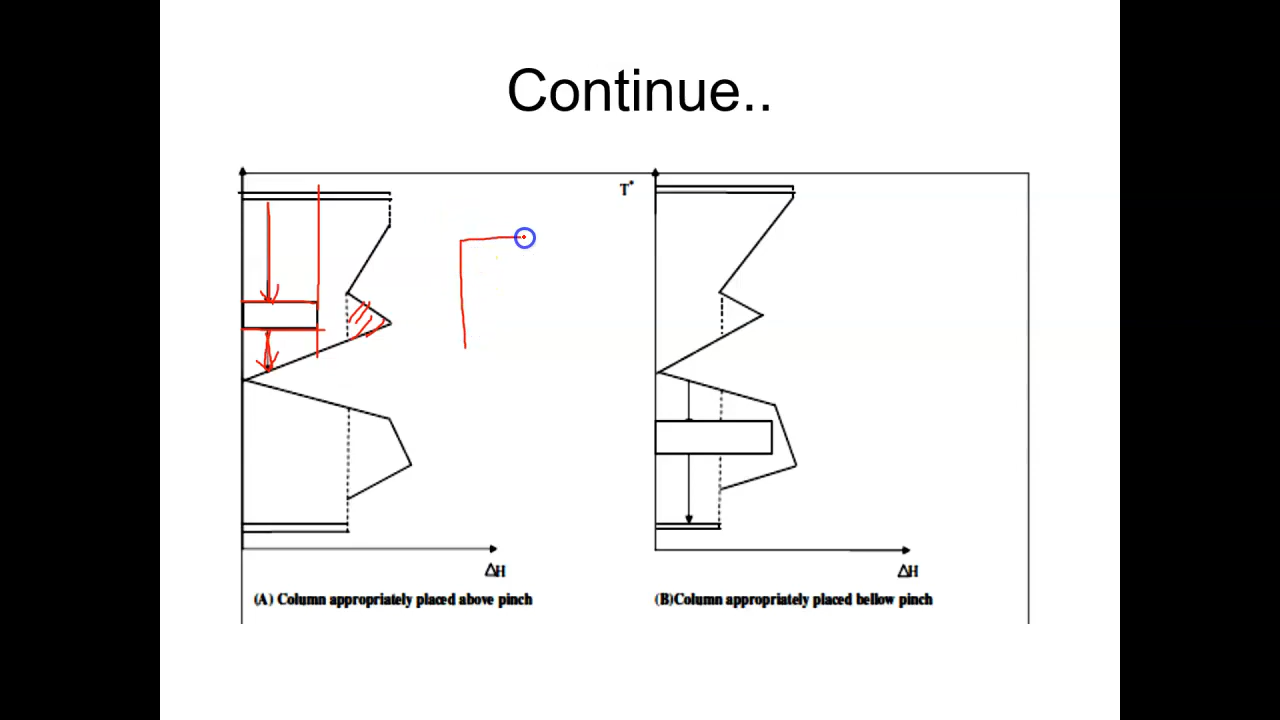 Continue..
T*
ΔH
ΔH
(A) Column appropriately placed above pinch
(B)Column appropriately placed bellow pinch